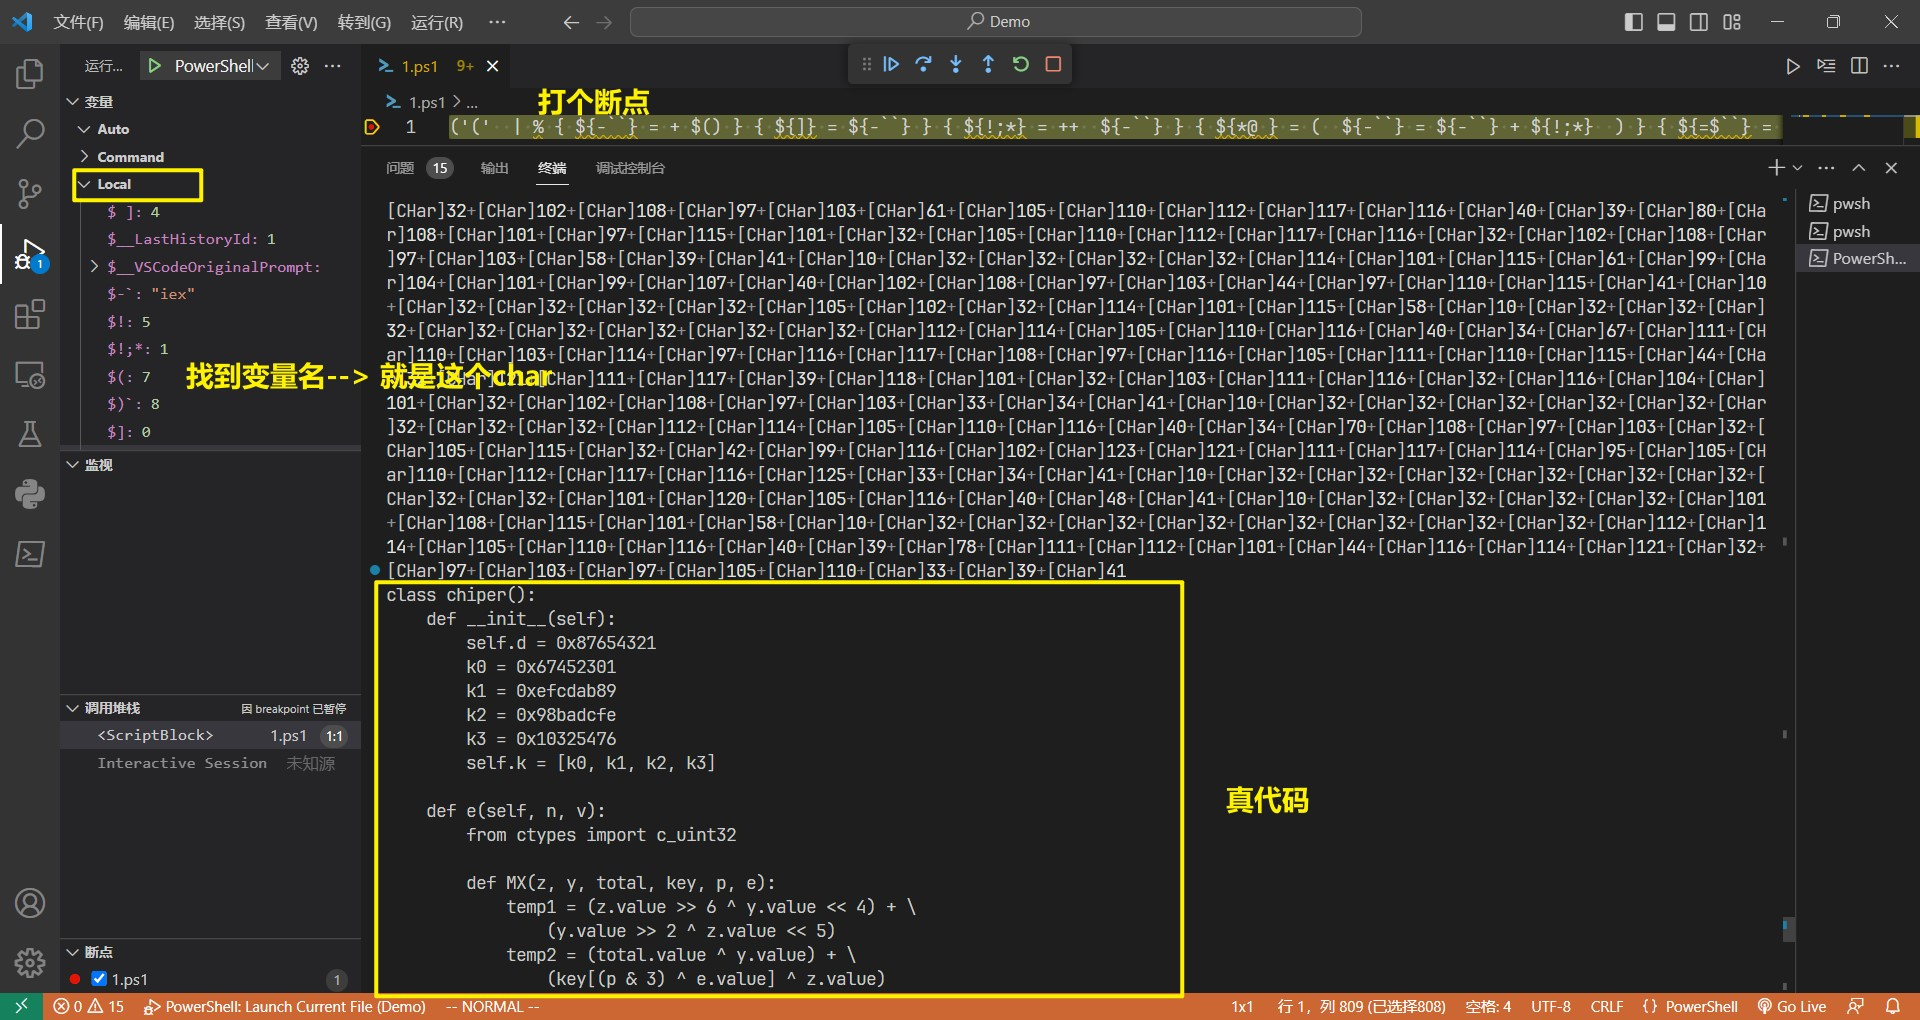 文件(F) 编辑(E) 选择(S) 查看(V) 转到(G) 运行(R) ··· Demo
运行... PowerShell ···
1.ps1 9+
1.ps1 > ...
打个断点
1 ('(' | % { ${-``} = + $() } { ${]} = ${-``} } { ${!;*} = ++ ${-``} } { ${*@ } = ( ${-``} = ${-``} + ${!;*} ) } { ${=$``} =
变量
Auto
Command
Local
$ ]: 4
$__LastHistoryId: 1
$__VSCodeOriginalPrompt:
$-`: "iex"
$!: 5
$!;*: 1
$(: 7
$)`: 8
$]: 0
找到变量名--> 就是这个char
监视
调用堆栈 因 breakpoint 已暂停
<ScriptBlock> 1.ps1 1:1
Interactive Session 未知源
断点
1.ps1 1
问题 15 输出 终端 调试控制台
[CHar]32+[CHar]102+[CHar]108+[CHar]97+[CHar]103+[CHar]61+[CHar]105+[CHar]110+[CHar]112+[CHar]117+[CHar]116+[CHar]40+[CHar]39+[CHar]80+[CHa
r]108+[CHar]101+[CHar]97+[CHar]115+[CHar]101+[CHar]32+[CHar]105+[CHar]110+[CHar]112+[CHar]117+[CHar]116+[CHar]32+[CHar]102+[CHar]108+[CHar
]97+[CHar]103+[CHar]58+[CHar]39+[CHar]41+[CHar]10+[CHar]32+[CHar]32+[CHar]32+[CHar]32+[CHar]114+[CHar]101+[CHar]115+[CHar]61+[CHar]99+[CHa
r]104+[CHar]101+[CHar]99+[CHar]107+[CHar]40+[CHar]102+[CHar]108+[CHar]97+[CHar]103+[CHar]44+[CHar]97+[CHar]110+[CHar]115+[CHar]41+[CHar]10
+[CHar]32+[CHar]32+[CHar]32+[CHar]32+[CHar]105+[CHar]102+[CHar]32+[CHar]114+[CHar]101+[CHar]115+[CHar]58+[CHar]10+[CHar]32+[CHar]32+[CHar]
32+[CHar]32+[CHar]32+[CHar]32+[CHar]32+[CHar]32+[CHar]112+[CHar]114+[CHar]105+[CHar]110+[CHar]116+[CHar]40+[CHar]34+[CHar]67+[CHar]111+[CH
ar]110+[CHar]103+[CHar]114+[CHar]97+[CHar]116+[CHar]117+[CHar]108+[CHar]97+[CHar]116+[CHar]105+[CHar]111+[CHar]110+[CHar]115+[CHar]44+[CHa
]111+[CHar]117+[CHar]39+[CHar]118+[CHar]101+[CHar]32+[CHar]103+[CHar]111+[CHar]116+[CHar]32+[CHar]116+[CHar]104+[CHar]
101+[CHar]32+[CHar]102+[CHar]108+[CHar]97+[CHar]103+[CHar]33+[CHar]34+[CHar]41+[CHar]10+[CHar]32+[CHar]32+[CHar]32+[CHar]32+[CHar]32+[CHar
]32+[CHar]32+[CHar]32+[CHar]112+[CHar]114+[CHar]105+[CHar]110+[CHar]116+[CHar]40+[CHar]34+[CHar]70+[CHar]108+[CHar]97+[CHar]103+[CHar]32+[
CHar]105+[CHar]115+[CHar]32+[CHar]42+[CHar]99+[CHar]116+[CHar]102+[CHar]123+[CHar]121+[CHar]111+[CHar]117+[CHar]114+[CHar]95+[CHar]105+[CH
ar]110+[CHar]112+[CHar]117+[CHar]116+[CHar]125+[CHar]33+[CHar]34+[CHar]41+[CHar]10+[CHar]32+[CHar]32+[CHar]32+[CHar]32+[CHar]32+[CHar]32+[
CHar]32+[CHar]32+[CHar]101+[CHar]120+[CHar]105+[CHar]116+[CHar]40+[CHar]48+[CHar]41+[CHar]10+[CHar]32+[CHar]32+[CHar]32+[CHar]32+[CHar]101
+[CHar]108+[CHar]115+[CHar]101+[CHar]58+[CHar]10+[CHar]32+[CHar]32+[CHar]32+[CHar]32+[CHar]32+[CHar]32+[CHar]32+[CHar]32+[CHar]112+[CHar]1
14+[CHar]105+[CHar]110+[CHar]116+[CHar]40+[CHar]39+[CHar]78+[CHar]111+[CHar]112+[CHar]101+[CHar]44+[CHar]116+[CHar]114+[CHar]121+[CHar]32+
[CHar]97+[CHar]103+[CHar]97+[CHar]105+[CHar]110+[CHar]33+[CHar]39+[CHar]41
class chiper():
def __init__(self):
self.d = 0x87654321
k0 = 0x67452301
k1 = 0xefcdab89
k2 = 0x98badcfe
k3 = 0x10325476
self.k = [k0, k1, k2, k3]
def e(self, n, v):
from ctypes import c_uint32
def MX(z, y, total, key, p, e):
temp1 = (z.value >> 6 ^ y.value << 4) + \
(y.value >> 2 ^ z.value << 5)
temp2 = (total.value ^ y.value) + \
(key[(p & 3) ^ e.value] ^ z.value)
真代码
pwsh
pwsh
PowerSh...
0 15 PowerShell: Launch Current File (Demo) -- NORMAL -- 1x1 行 1，列 809 (已选择808) 空格: 4 UTF-8 CRLF {} PowerShell Go Live